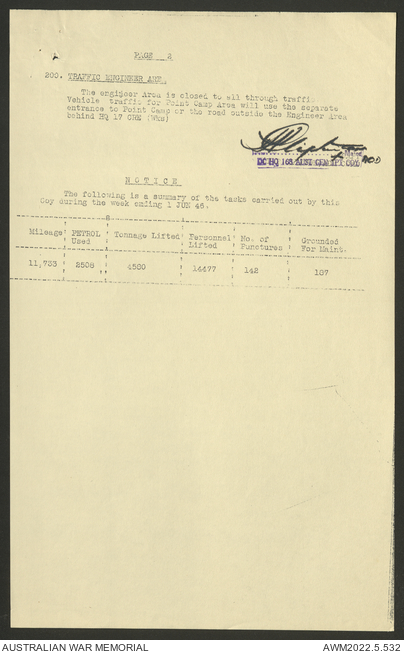 PAGE 2
200. TRAFFIC ENGINEER AREA.
The engineer Area is closed to all through traffic
Vehicle traffic for Point Camp Area will use the separate
entrance to Point Camp or the road outside the Engineer Area
behind HQ 17 (Wks)
Major
DC HQ 168 AUST GEN TPT COY
NOTICE
The following is a summary of the tasks carried out by this
Coy during the week ending 1 JUN 46.
Mileage PETROL Used Tonnage Lifted Personnel Lifted No. of Punctures Grounded For Maint.
11,733 2506 4580 14477 142 107
AUSTRALIAN WAR MEMORIAL
AWM2022.5.532